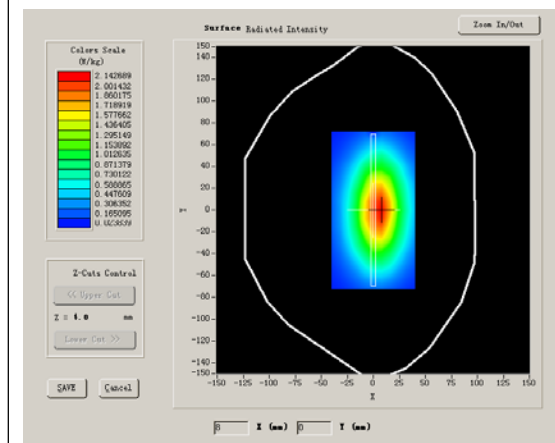 Surface Radiated Intensity
Zoom In/Out
Colors Scale
(W/kg)
2.142689
2.001432
1.860175
1.718919
1.577662
1.436405
1.295149
1.153892
1.012635
0.871379
0.730122
0.588865
0.447609
0.306352
0.165095
0.023839
150
120
100
80
60
40
20
0
-20
-40
-60
-80
-100
-120
-140
-150
Y
-150 -125 -100 -75 -50 -25 0 25 50 75 100 125 150
X
Z-Cuts Control
<< Upper Cut
Z = 4.0 mm
Lower Cut >>
SAVE Cancel
8 X (mm) 0 Y (mm)